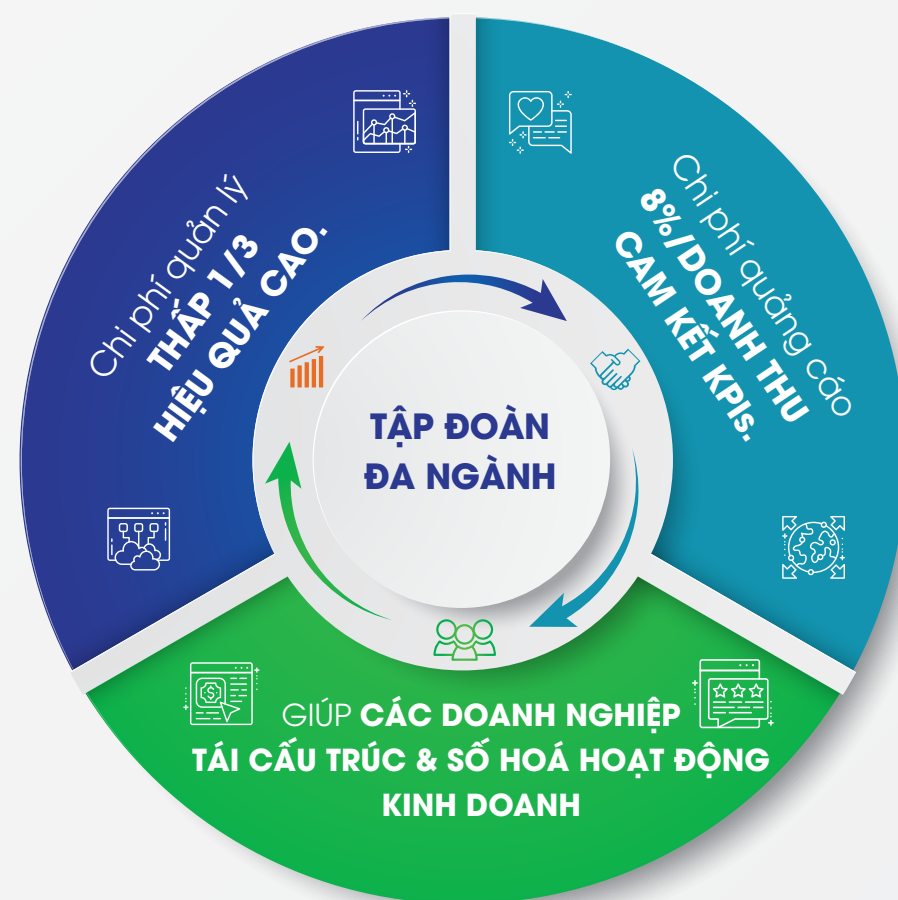 Chi phí quản lý
THẤP 1/3
HIỆU QUẢ CAO.
Chi phí quảng cáo
8%/DOANH THU
CAM KẾT KPIs.
TẬP ĐOÀN
ĐA NGÀNH
GIÚP CÁC DOANH NGHIỆP
TÁI CẤU TRÚC & SỐ HOÁ HOẠT ĐỘNG
KINH DOANH